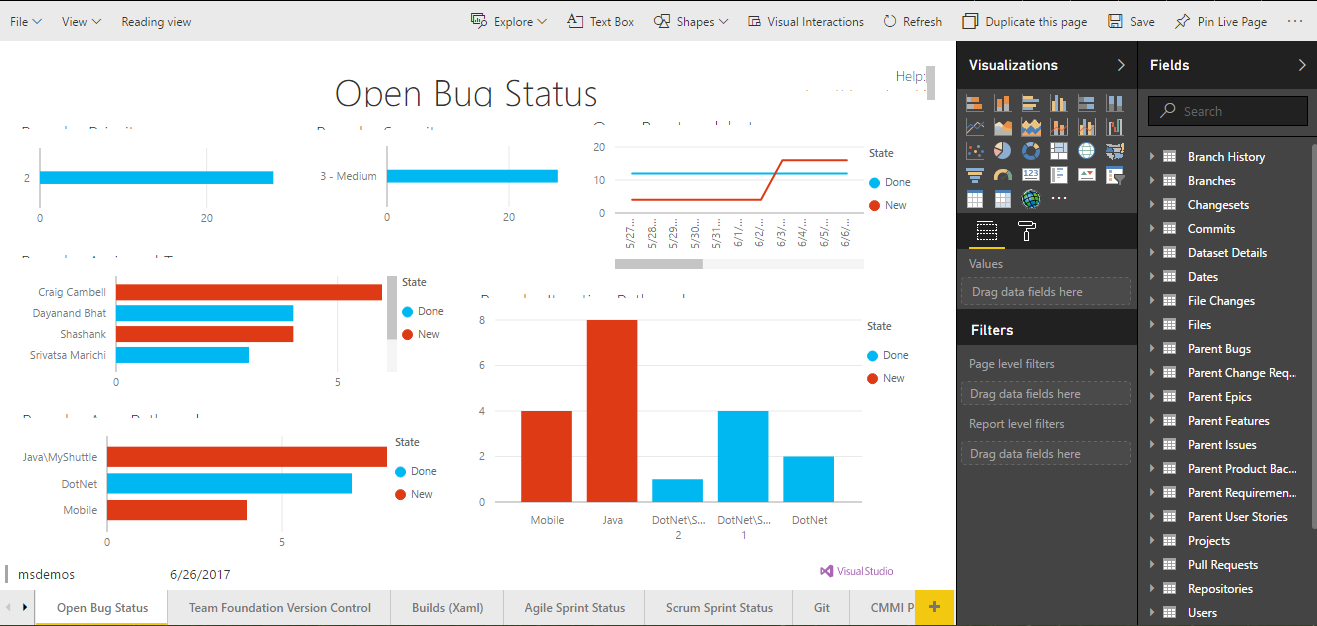 File View Reading view Explore Text Box Shapes Visual Interactions Refresh Duplicate this page Save Pin Live Page
Open Bug Status
Help:
2
0 20
3 - Medium
0 20
20
10
0
5/27... 5/28... 5/29... 5/30... 5/31... 6/1/... 6/2/... 6/3/... 6/4/... 6/5/... 6/6/...
State
Done
New
Craig Cambell
Dayanand Bhat
Shashank
Srivatsa Marichi
0 5
State
Done
New
Java\MyShuttle
DotNet
Mobile
0 5
State
Done
New
8
6
4
2
0
Mobile Java DotNet\S... DotNet\S... DotNet
2 1
State
Done
New
msdemos 6/26/2017
Visual Studio
Open Bug Status Team Foundation Version Control Builds (Xaml) Agile Sprint Status Scrum Sprint Status Git CMMI P +
Visualizations
123
Values
Drag data fields here
Filters
Page level filters
Drag data fields here
Report level filters
Drag data fields here
Fields
Search
Branch History
Branches
Changesets
Commits
Dataset Details
Dates
File Changes
Files
Parent Bugs
Parent Change Req...
Parent Epics
Parent Features
Parent Issues
Parent Product Bac...
Parent Requiremen...
Parent User Stories
Projects
Pull Requests
Repositories
Users